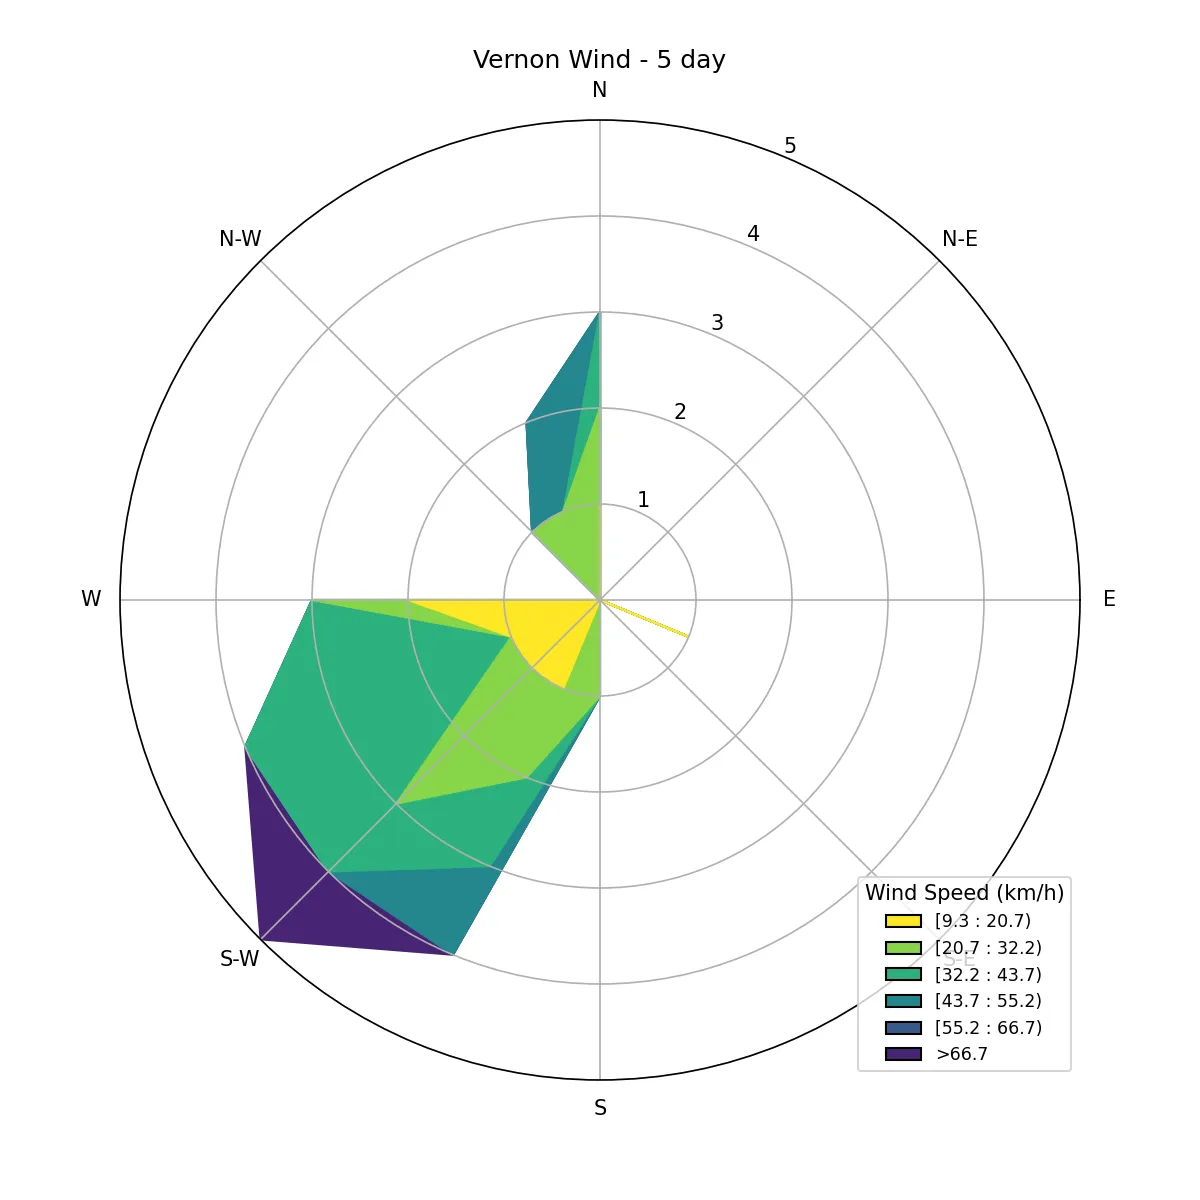 Vernon Wind - 5 day
N
5
N-W
4
N-E
3
2
1
W
E
Wind Speed (km/h)
[9.3 : 20.7)
[20.7 : 32.2)
S-W
S-E
[32.2 : 43.7)
[43.7 : 55.2)
[55.2 : 66.7)
>66.7
S